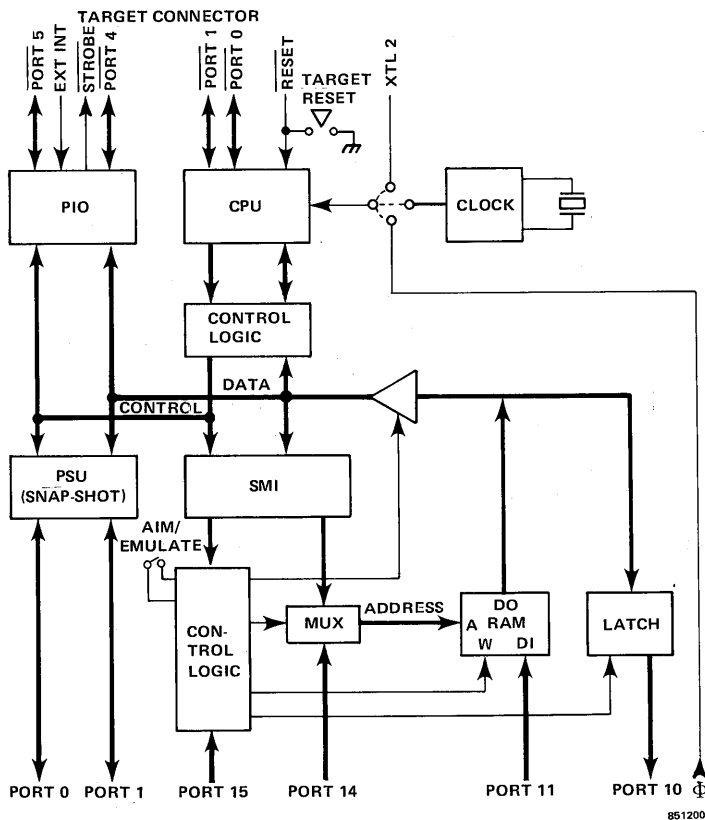 TARGET CONNECTOR
PORT 5
EXT INT
STROBE
PORT 4
PORT 1
PORT 0
RESET
TARGET
RESET
XTL 2
PIO
CPU
CLOCK
CONTROL
LOGIC
DATA
CONTROL
PSU
(SNAP-SHOT)
SMI
AIM/
EMULATE
CON-
TROL
LOGIC
MUX
ADDRESS
DO
A RAM
W DI
LATCH
PORT 0 PORT 1 PORT 15 PORT 14 PORT 11 PORT 10 Φ
851200